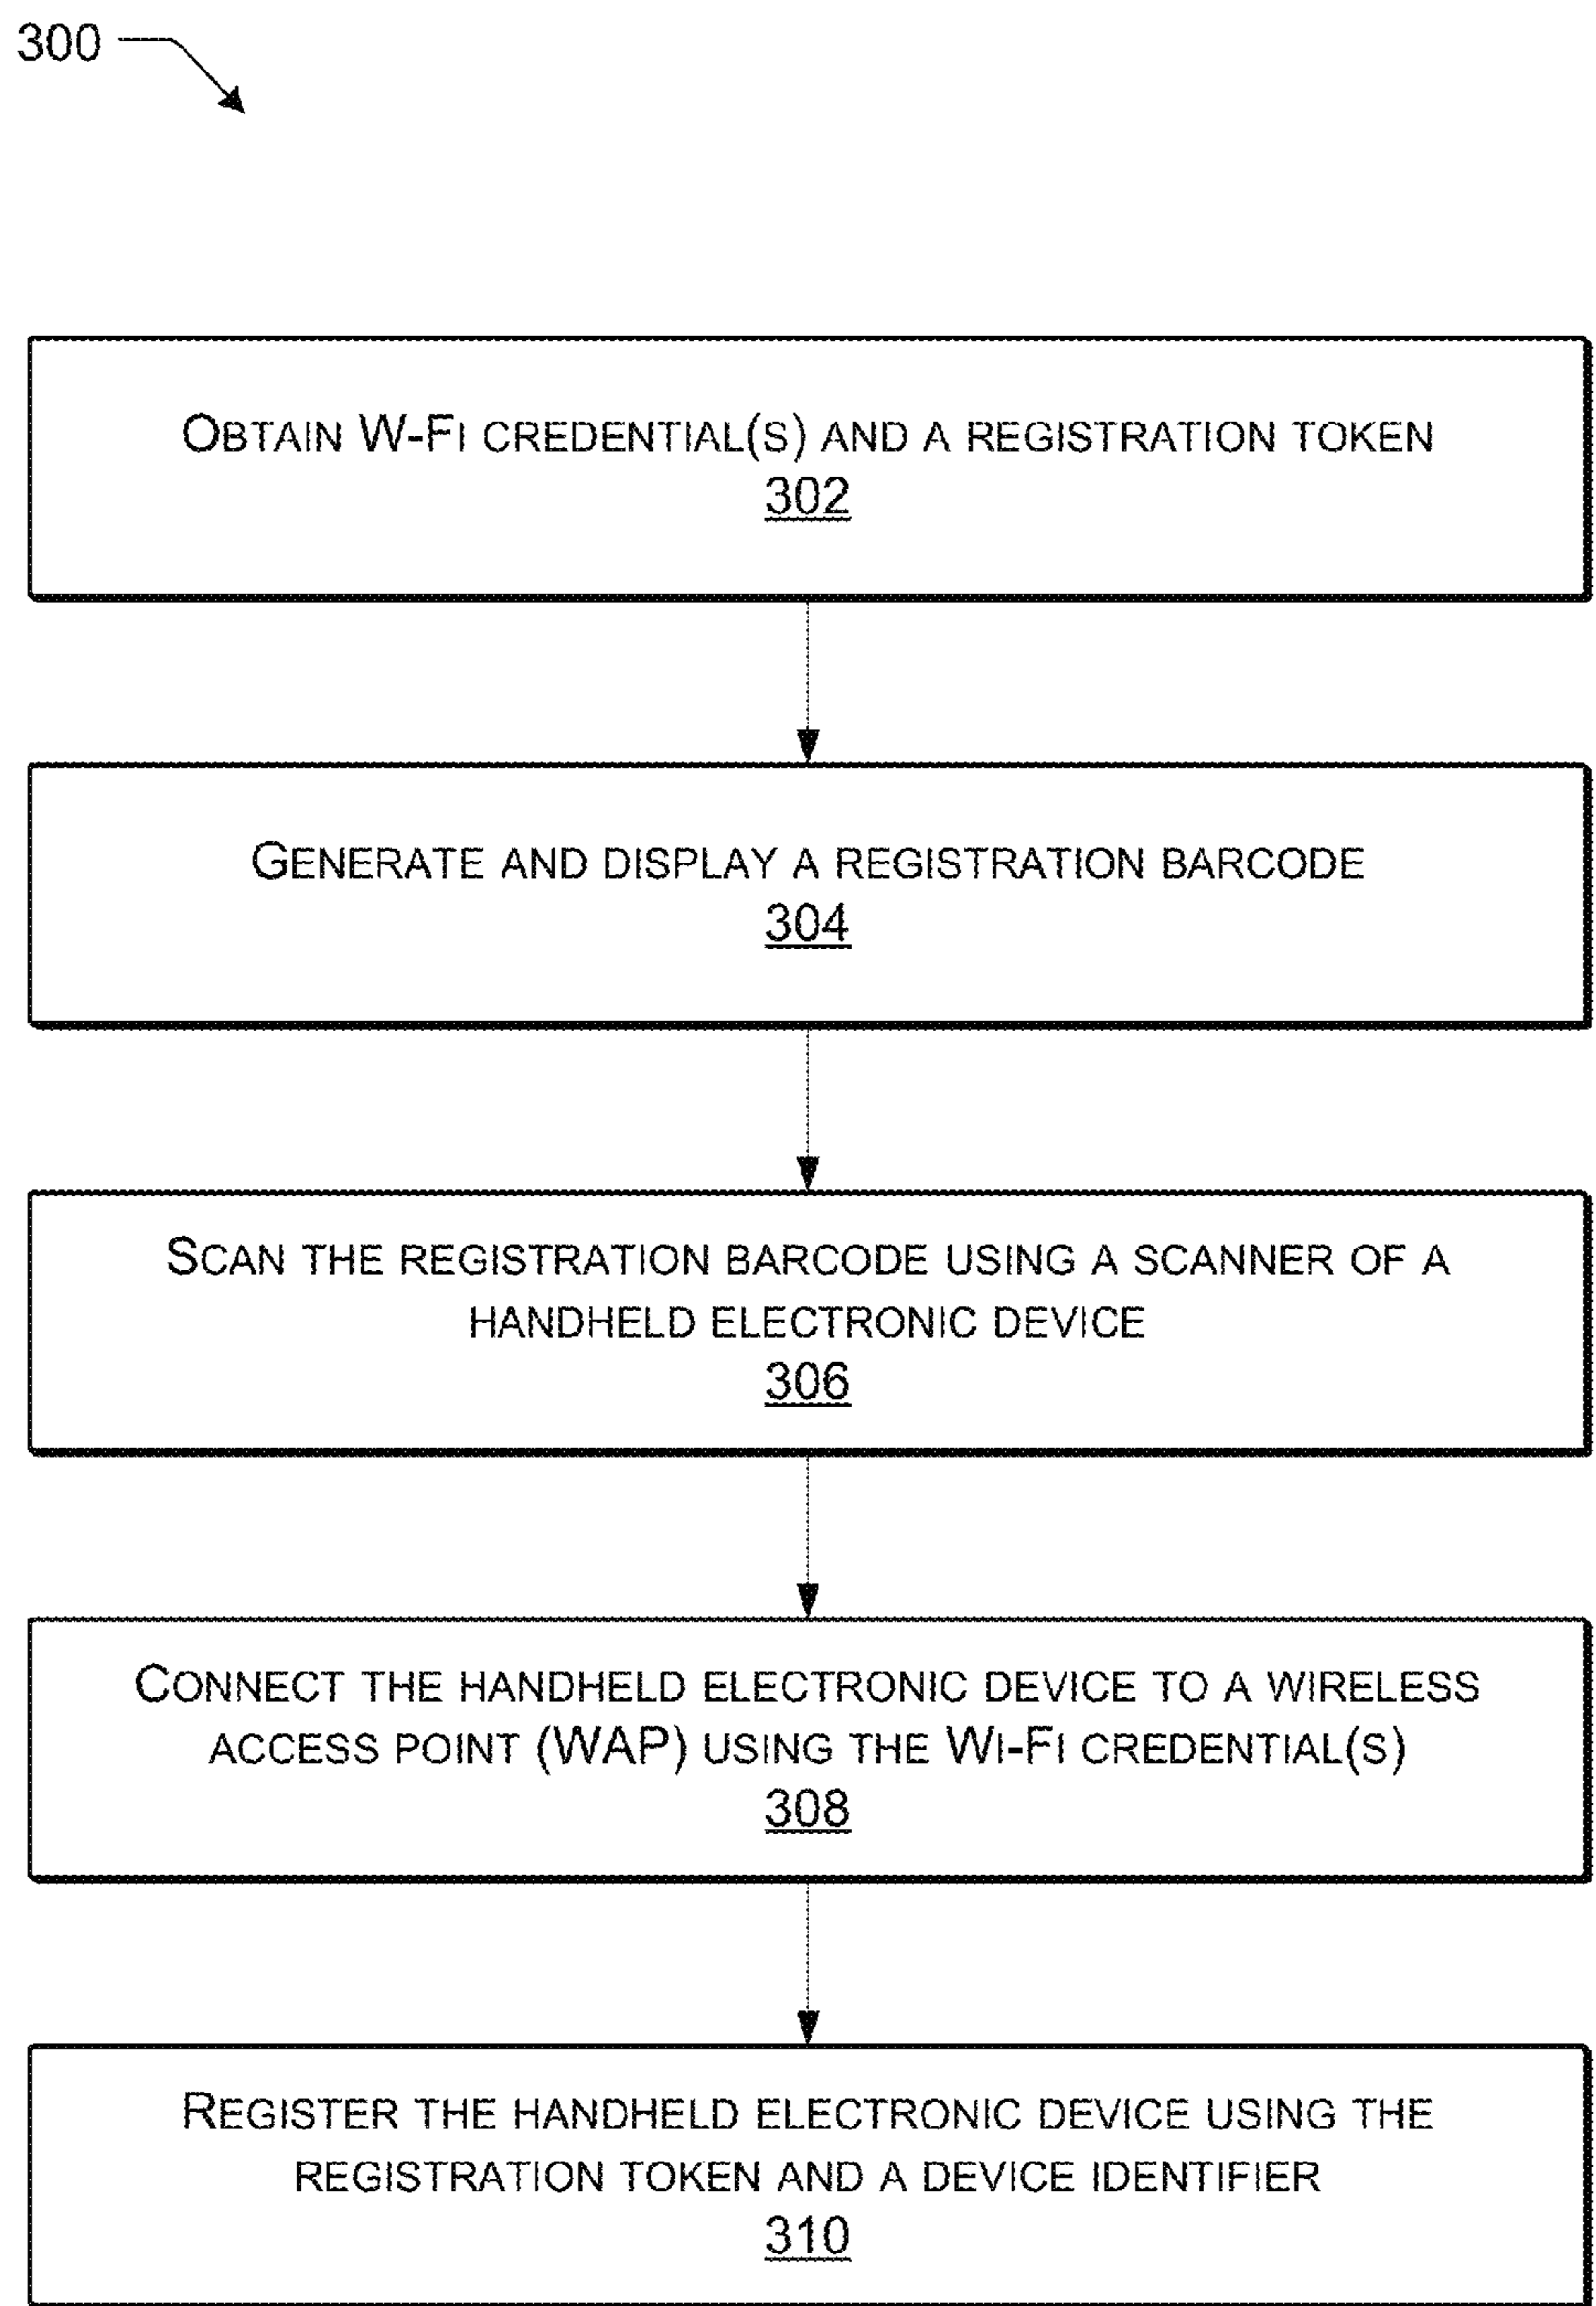 300
OBTAIN W-FI CREDENTIAL(S) AND A REGISTRATION TOKEN
302
GENERATE AND DISPLAY A REGISTRATION BARCODE
304
SCAN THE REGISTRATION BARCODE USING A SCANNER OF A
HANDHELD ELECTRONIC DEVICE
306
CONNECT THE HANDHELD ELECTRONIC DEVICE TO A WIRELESS
ACCESS POINT (WAP) USING THE WI-FI CREDENTIAL(S)
308
REGISTER THE HANDHELD ELECTRONIC DEVICE USING THE
REGISTRATION TOKEN AND A DEVICE IDENTIFIER
310